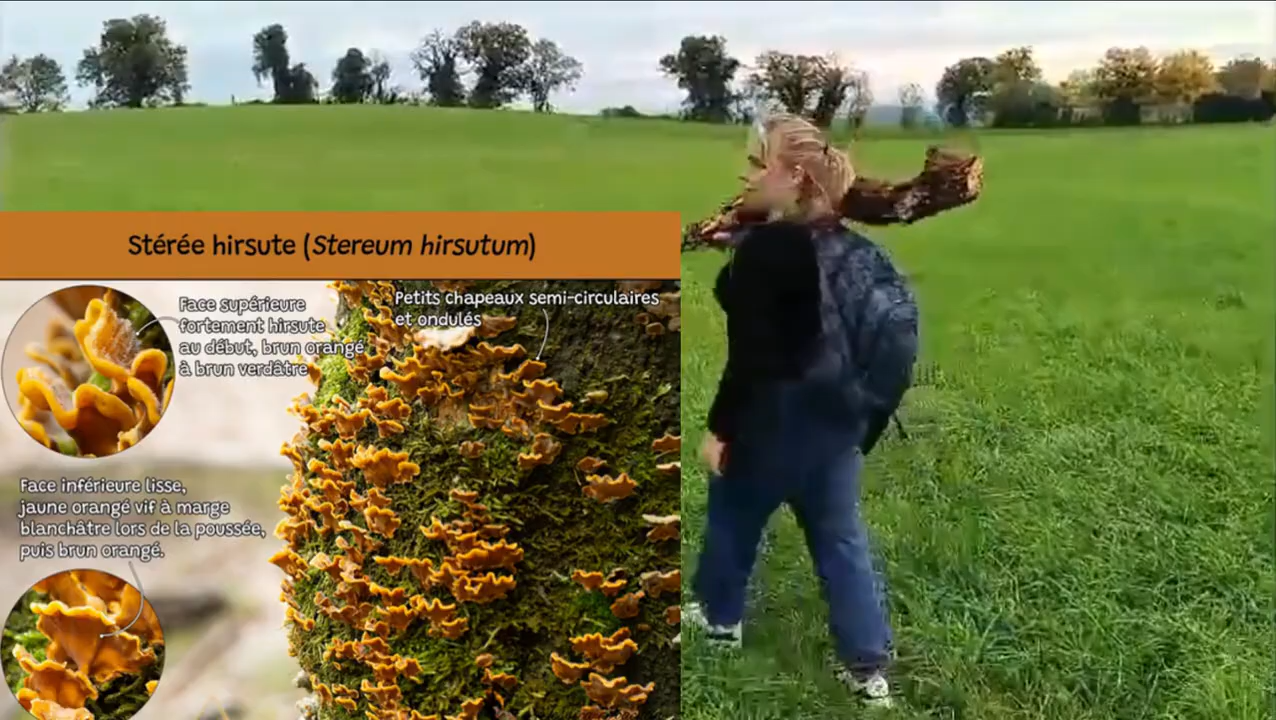 Stérée hirsute (Stereum hirsutum)
Face supérieure
fortement hirsute
au début, brun orangé
à brun verdâtre
Petits chapeaux semi-circulaires
et ondulés
Face inférieure lisse,
jaune orangé vif à marge
blanchâtre lors de la poussée,
puis brun orangé.